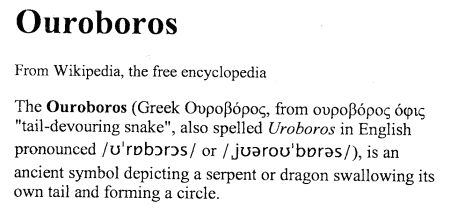 Ouroboros
From Wikipedia, the free encyclopedia
The Ouroboros (Greek Ουροβόρος, from ουροβόρος όφις
"tail-devouring snake", also spelled Uroboros in English
pronounced /ʊˈrɒbɔrɔs/ or /ˌjʊəroʊˈbɒrəs/), is an
ancient symbol depicting a serpent or dragon swallowing its
own tail and forming a circle.